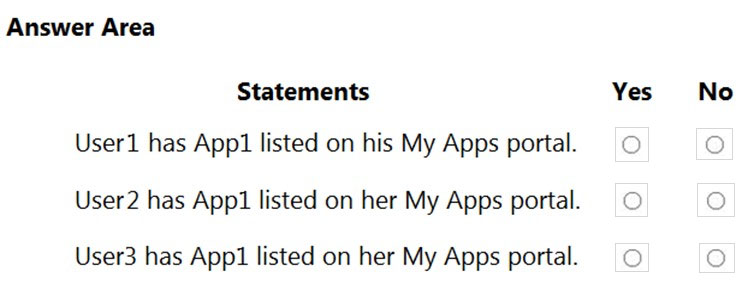 Answer Area
Statements Yes No
User1 has App1 listed on his My Apps portal.
User2 has App1 listed on her My Apps portal.
User3 has App1 listed on her My Apps portal.